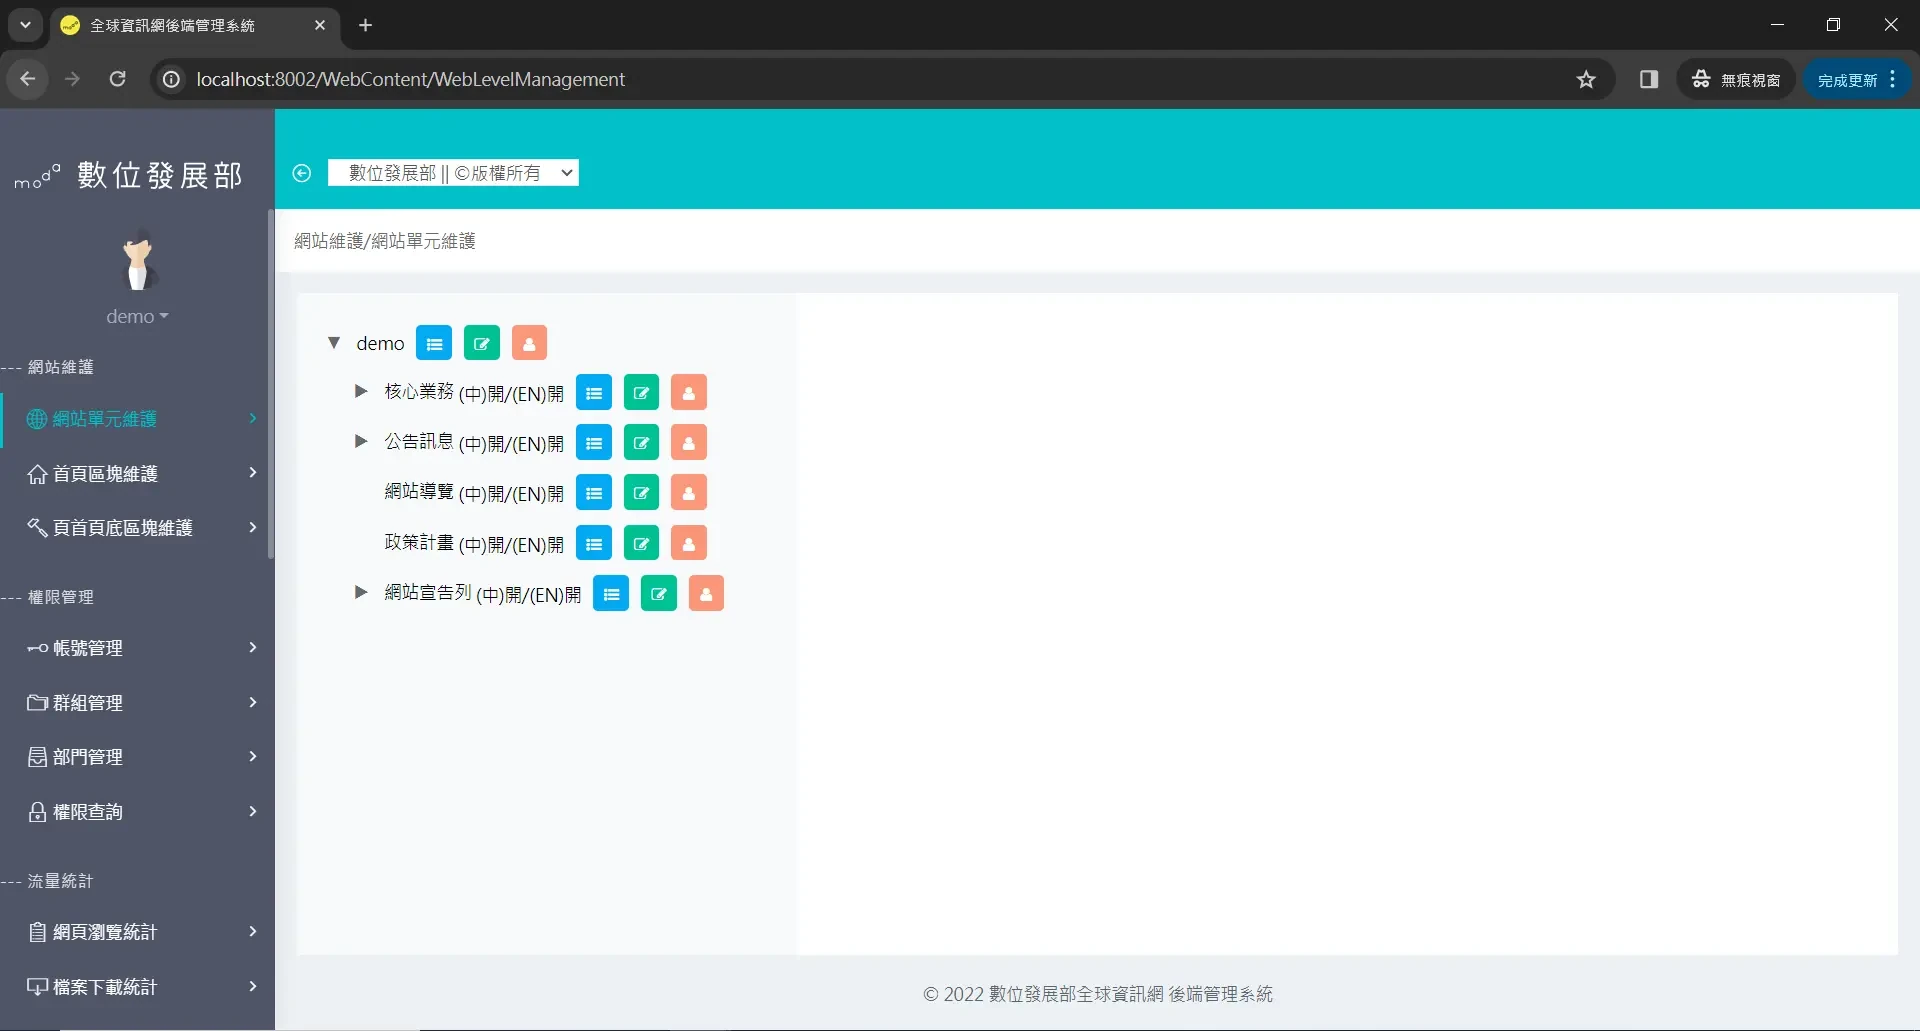 全球資訊網後端管理系統
localhost:8002/WebContent/WebLevelManagement
無痕視窗
完成更新
moda 數位發展部
數位發展部 || ©版權所有
網站維護/網站單元維護
demo
--- 網站維護
網站單元維護
首頁區塊維護
頁首頁底區塊維護
--- 權限管理
帳號管理
群組管理
部門管理
權限查詢
--- 流量統計
網頁瀏覽統計
檔案下載統計
demo
核心業務 (中)開/(EN)開
公告訊息 (中)開/(EN)開
網站導覽 (中)開/(EN)開
政策計畫 (中)開/(EN)開
網站宣告列 (中)開/(EN)開
© 2022 數位發展部全球資訊網 後端管理系統